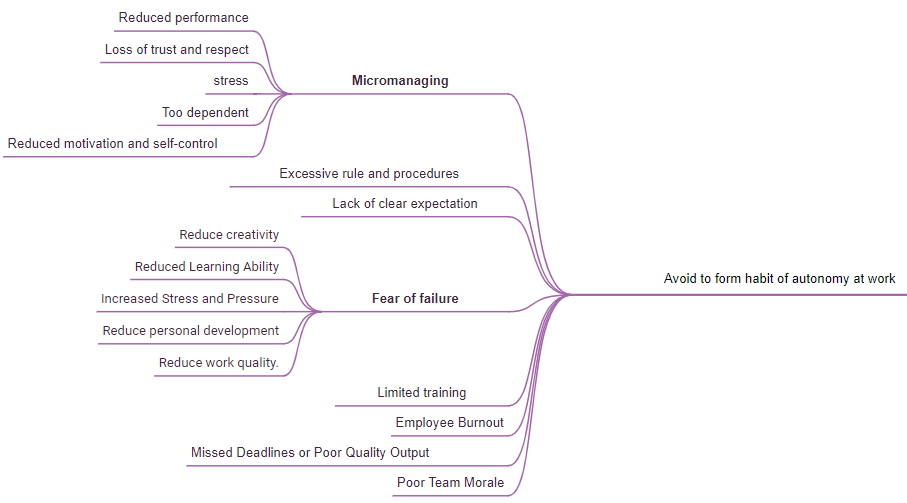 Reduced performance
Loss of trust and respect
stress
Micromanaging
Too dependent
Reduced motivation and self-control
Excessive rule and procedures
Lack of clear expectation
Reduce creativity
Reduced Learning Ability
Avoid to form habit of autonomy at work
Increased Stress and Pressure
Fear of failure
Reduce personal development
Reduce work quality.
Limited training
Employee Burnout
Missed Deadlines or Poor Quality Output
Poor Team Morale